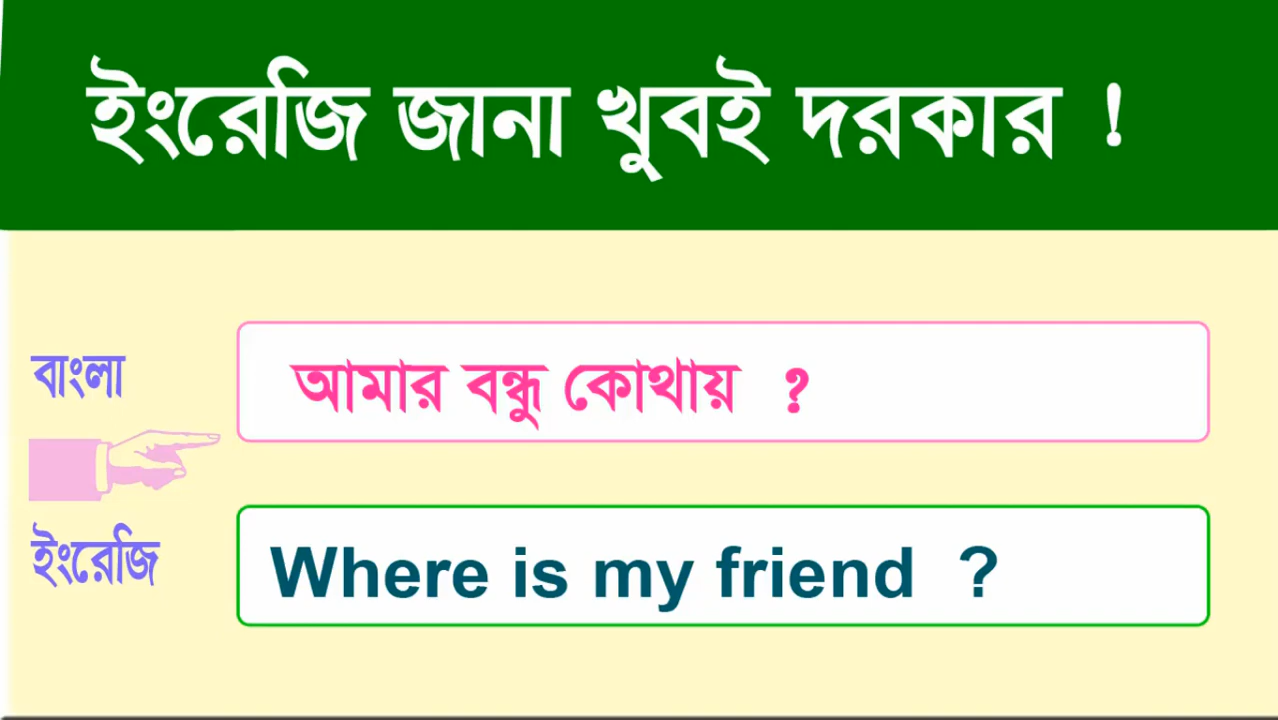 ইংরেজি জানা খুবই দরকার !
বাংলা
আমার বন্ধু কোথায় ?
ইংরেজি
Where is my friend ?